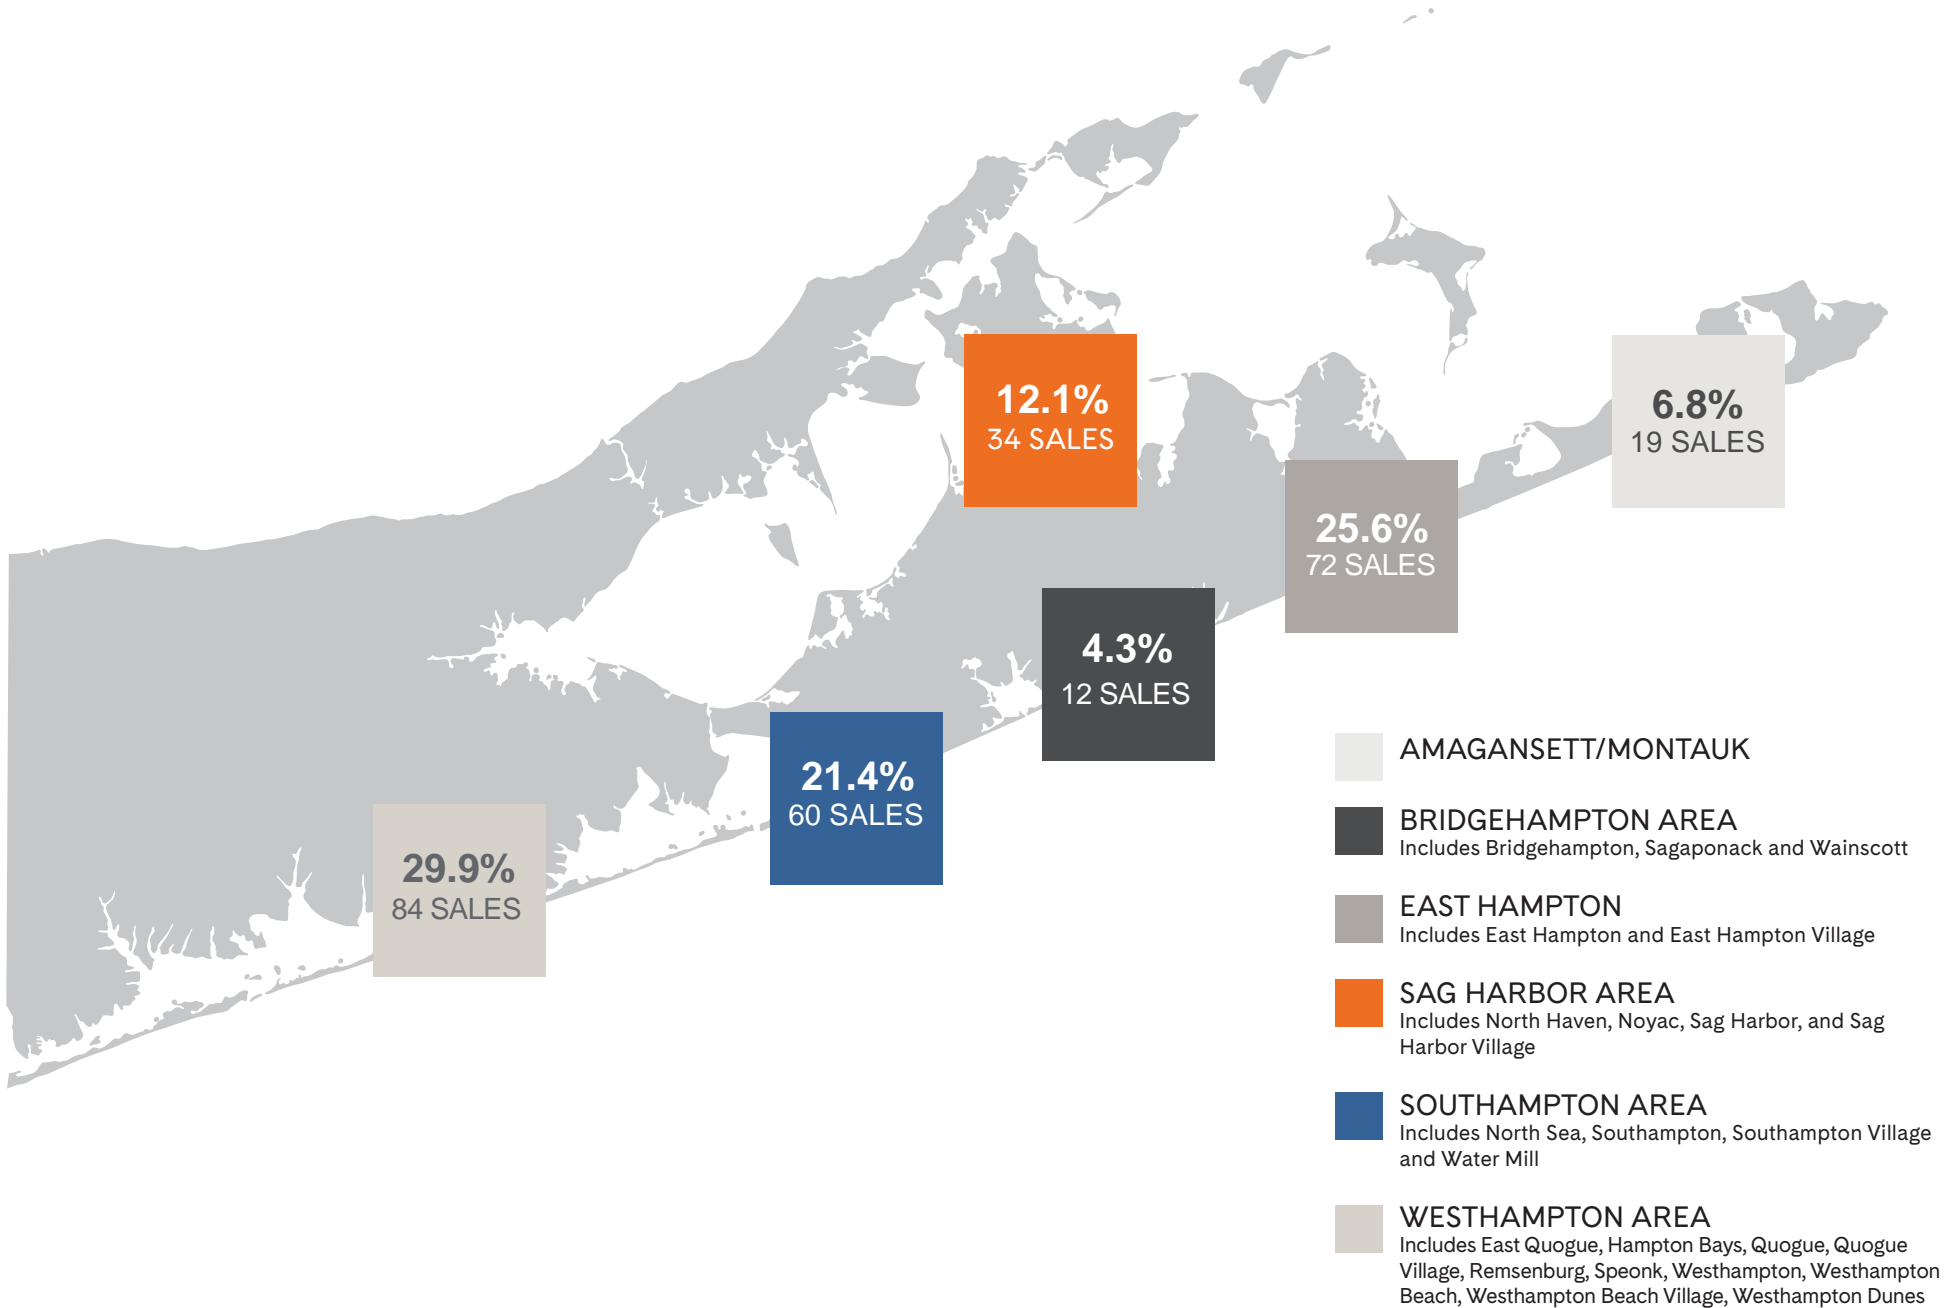 12.1%
34 SALES
6.8%
19 SALES
25.6%
72 SALES
4.3%
12 SALES
21.4%
60 SALES
29.9%
84 SALES
AMAGANSETT/MONTAUK
BRIDGEHAMPTON AREA
Includes Bridgehampton, Sagaponack and Wainscott
EAST HAMPTON
Includes East Hampton and East Hampton Village
SAG HARBOR AREA
Includes North Haven, Noyac, Sag Harbor, and Sag
Harbor Village
SOUTHAMPTON AREA
Includes North Sea, Southampton, Southampton Village
and Water Mill
WESTHAMPTON AREA
Includes East Quogue, Hampton Bays, Quogue, Quogue
Village, Remsenburg, Speonk, Westhampton, Westhampton
Beach, Westhampton Beach Village, Westhampton Dunes